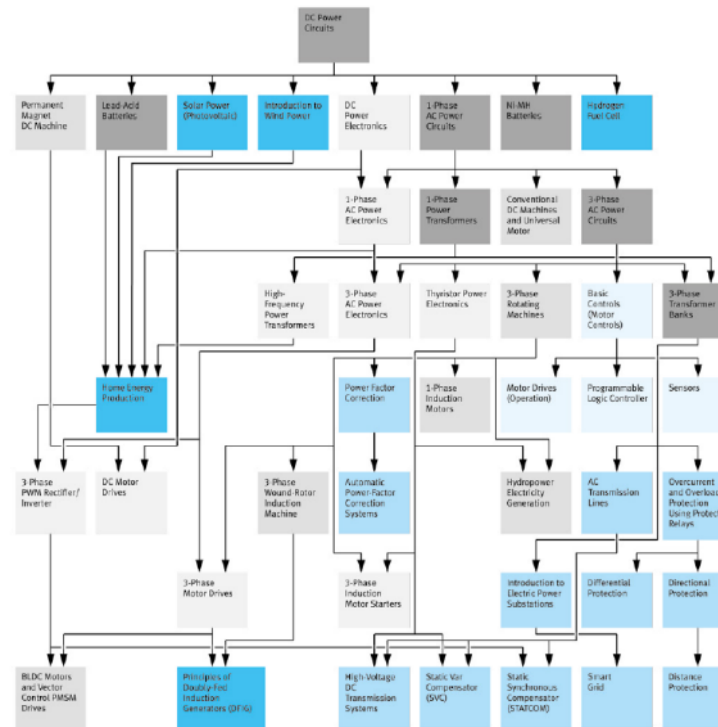 DC Power
Circuits
Permanent
Magnet
DC Machine
Lead-Acid
Batteries
Solar Power
(Photovoltaic)
Introduction to
Wind Power
DC
Power
Electronics
1-Phase
AC Power
Circuits
Ni-MH
Batteries
Hydrogen
Fuel Cell
1-Phase
AC Power
Electronics
1-Phase
Power
Transformers
Conventional
DC Machines
and Universal
Motor
3-Phase
AC Power
Circuits
High-
Frequency
Power
Transformers
3-Phase
AC Power
Electronics
Thyristor Power
Electronics
3-Phase
Rotating
Machines
Basic
Controls
(Motor
Controls)
3-Phase
Transformer
Banks
Home Energy
Production
Power Factor
Correction
1-Phase
Induction
Motors
Motor Drives
(Operation)
Programmable
Logic Controller
Sensors
3-Phase
PWM Rectifier/
Inverter
DC Motor
Drives
3-Phase
Wound-Rotor
Induction
Machine
Automatic
Power-Factor
Correction
Systems
Hydropower
Electricity
Generation
AC
Transmission
Lines
Overcurrent
and Overload
Protection
Using Protect
Relays
3-Phase
Motor Drives
3-Phase
Induction
Motor Starters
Introduction to
Electric Power
Substations
Differential
Protection
Directional
Protection
BLDC Motors
and Vector
Control PMSM
Drives
Principles of
Doubly-Fed
Induction
Generators (DFIG)
High-Voltage
DC
Transmission
Systems
Static Var
Compensator
(SVC)
Static
Synchronous
Compensator
(STATCOM)
Smart
Grid
Distance
Protection